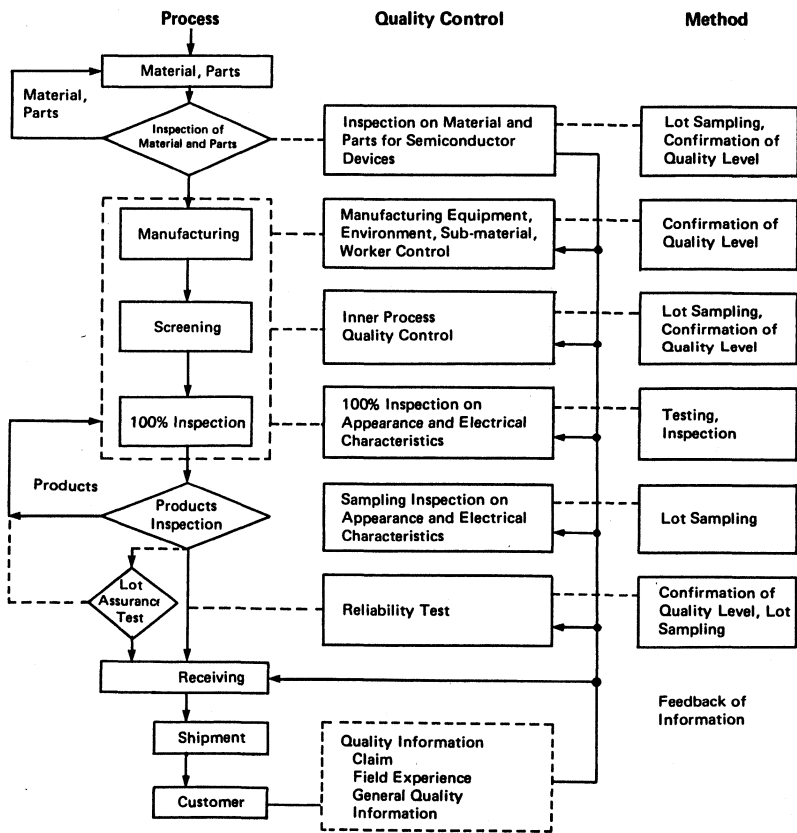 Process
Quality Control
Method
Material, Parts
Material,
Parts
Inspection of
Material and Parts
Inspection on Material and
Parts for Semiconductor
Devices
Lot Sampling,
Confirmation of
Quality Level
Manufacturing
Manufacturing Equipment,
Environment, Sub-material,
Worker Control
Confirmation of
Quality Level
Screening
Inner Process
Quality Control
Lot Sampling,
Confirmation of
Quality Level
100% Inspection
100% Inspection on
Appearance and Electrical
Characteristics
Testing,
Inspection
Products
Products
Inspection
Sampling Inspection on
Appearance and Electrical
Characteristics
Lot Sampling
Lot
Assurance
Test
Reliability Test
Confirmation of
Quality Level, Lot
Sampling
Receiving
Feedback of
Information
Shipment
Quality Information
Claim
Field Experience
General Quality
Information
Customer